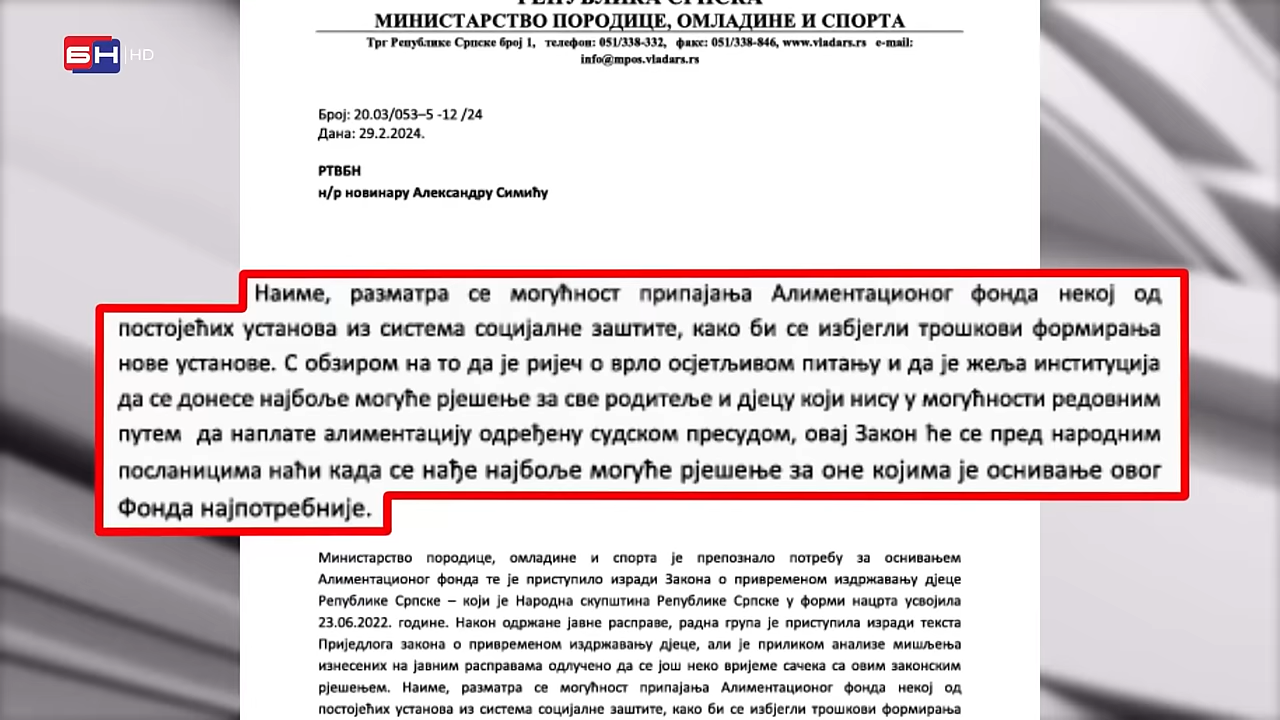 РЕПУБЛИКА СРПСКА
МИНИСТАРСТВО ПОРОДИЦЕ, ОМЛАДИНЕ И СПОРТА
Трг Републике Српске број 1, телефон: 051/338-332, факс: 051/338-846, www.vladars.rs e-mail:
info@mpos.vladars.rs
БН HD
Број: 20.03/053–5 -12 /24
Дана: 29.2.2024.
РТВБН
н/р новинару Александру Симићу
Наиме, разматра се могућност припајања Алиментационог фонда некој од
постојећих установа из система социјалне заштите, како би се избјегли трошкови формирања
нове установе. С обзиром на то да је ријеч о врло осјетљивом питању и да је жеља институција
да се донесе најбоље могуће рјешење за све родитеље и дјецу који нису у могућности редовним
путем да наплате алиментацију одређену судском пресудом, овај Закон ће се пред народним
посланицима наћи када се нађе најбоље могуће рјешење за оне којима је оснивање овог
Фонда најпотребније.
Министарство породице, омладине и спорта је препознало потребу за оснивањем
Алиментационог фонда те је приступило изради Закона о привременом издржавању дјеце
Републике Српске – који је Народна скупштина Републике Српске у форми нацрта усвојила
23.06.2022. године. Након одржане јавне расправе, радна група је приступила изради текста
Приједлога закона о привременом издржавању дјеце, али је приликом анализе мишљења
изнесених на јавним расправама одлучено да се још неко вријеме сачека са овим законским
рјешењем. Наиме, разматра се могућност припајања Алиментационог фонда некој од
постојећих установа из система социјалне заштите, како би се избјегли трошкови формирања